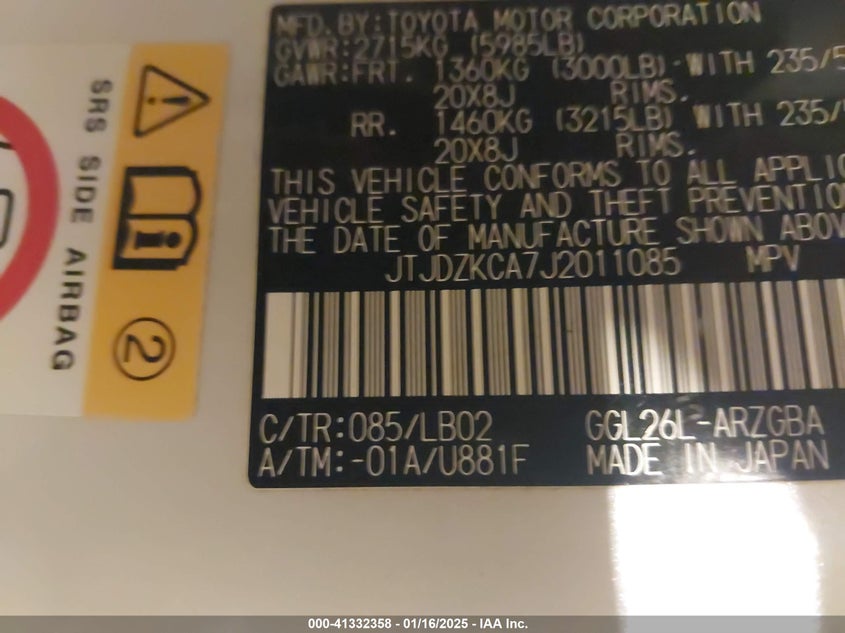 MFD.BY:TOYOTA MOTOR CORPORATION
GVWR:2715KG (5985LB)
GAWR:FRT. 1360KG (3000LB) WITH 235/5
20X8J RIMS.
RR. 1460KG (3215LB) WITH 235/
20X8J RIMS.
THIS VEHICLE CONFORMS TO ALL APPLIC
VEHICLE SAFETY AND THEFT PREVENTIO
THE DATE OF MANUFACTURE SHOWN ABOV
JTJDZKCA7J2011085 MPV
C/TR:085/LB02 GGL26L-ARZGBA
A/TM:-01A/U881F MADE IN JAPAN
SRS SIDE AIRBAG
2
000-41332358 - 01/16/2025 - IAA Inc.